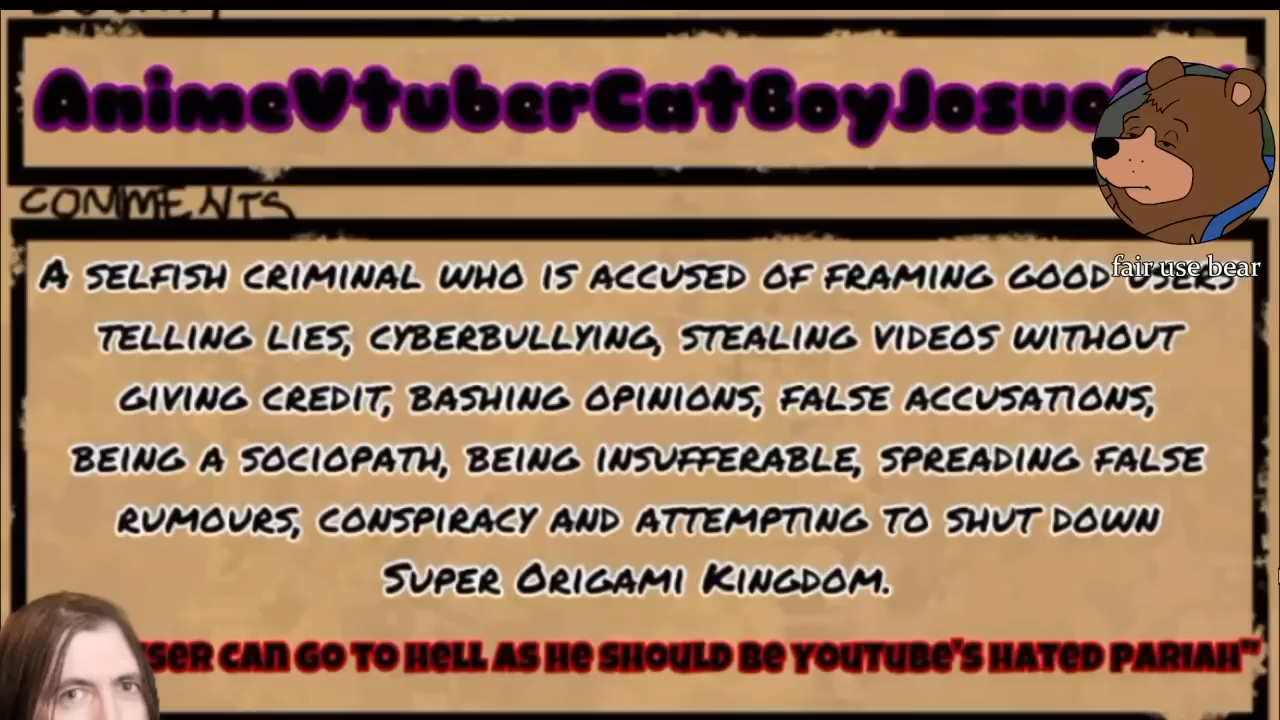 AnimeVtuberCatBoyJosue
COMMENTS
A SELFISH CRIMINAL WHO IS ACCUSED OF FRAMING GOOD USERS
fair use bear
TELLING LIES, CYBERBULLYING, STEALING VIDEOS WITHOUT
GIVING CREDIT, BASHING OPINIONS, FALSE ACCUSATIONS,
BEING A SOCIOPATH, BEING INSUFFERABLE, SPREADING FALSE
RUMOURS, CONSPIRACY AND ATTEMPTING TO SHUT DOWN
SUPER ORIGAMI KINGDOM.
CAN GO TO HELL AS HE SHOULD BE YOUTUBE'S HATED PARIAH"